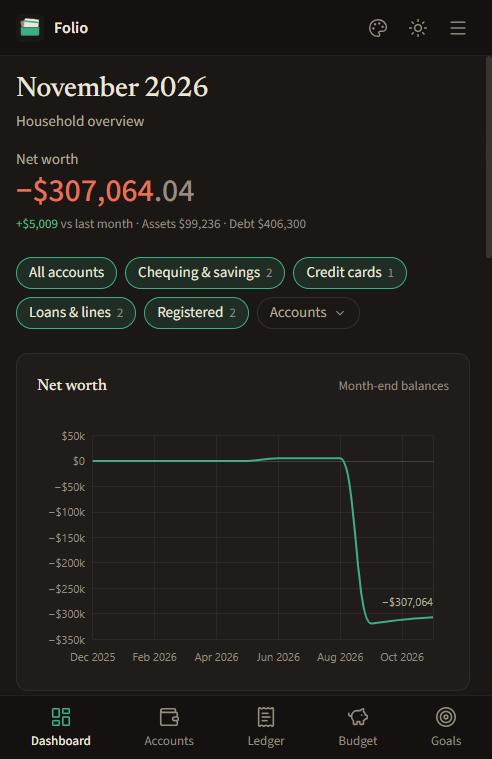 Folio
November 2026
Household overview
Net worth
−$307,064.04
+$5,009 vs last month · Assets $99,236 · Debt $406,300
All accounts
Chequing & savings 2
Credit cards 1
Loans & lines 2
Registered 2
Accounts
Net worth
Month-end balances
$50k
$0
−$50k
−$100k
−$150k
−$200k
−$250k
−$300k
−$350k
−$307,064
Dec 2025 Feb 2026 Apr 2026 Jun 2026 Aug 2026 Oct 2026
Dashboard Accounts Ledger Budget Goals